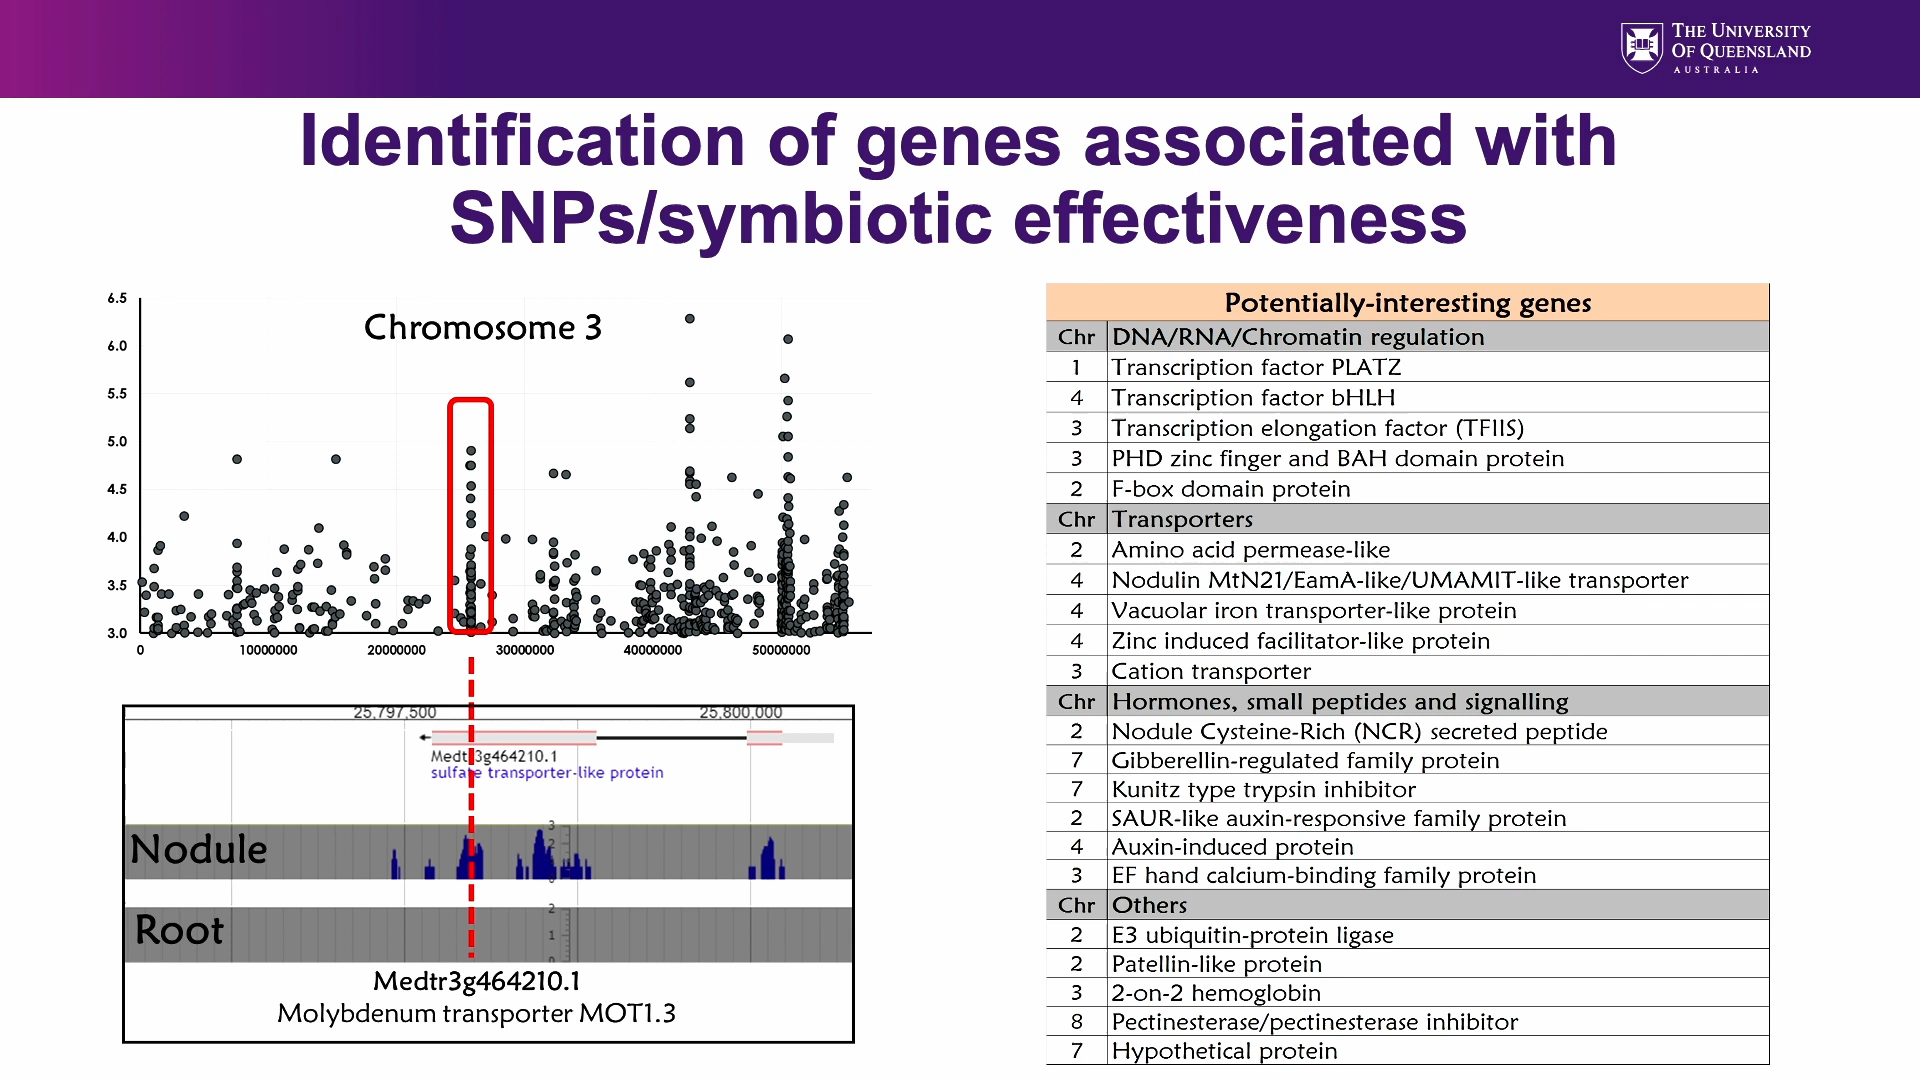 THE UNIVERSITY
OF QUEENSLAND
AUSTRALIA
Identification of genes associated with
SNPs/symbiotic effectiveness
Chromosome 3
6.5
6.0
5.5
5.0
4.5
4.0
3.5
3.0
0 10000000 20000000 30000000 40000000 50000000
25,797,500 25,800,000
Medtr3g464210.1
sulfate transporter-like protein
Nodule
3
2
Root
2
1
0
Medtr3g464210.1
Molybdenum transporter MOT1.3
Potentially-interesting genes
Chr DNA/RNA/Chromatin regulation
1 Transcription factor PLATZ
4 Transcription factor bHLH
3 Transcription elongation factor (TFIIS)
3 PHD zinc finger and BAH domain protein
2 F-box domain protein
Chr Transporters
2 Amino acid permease-like
4 Nodulin MtN21/EamA-like/UMAMIT-like transporter
4 Vacuolar iron transporter-like protein
4 Zinc induced facilitator-like protein
3 Cation transporter
Chr Hormones, small peptides and signalling
2 Nodule Cysteine-Rich (NCR) secreted peptide
7 Gibberellin-regulated family protein
7 Kunitz type trypsin inhibitor
2 SAUR-like auxin-responsive family protein
4 Auxin-induced protein
3 EF hand calcium-binding family protein
Chr Others
2 E3 ubiquitin-protein ligase
2 Patellin-like protein
3 2-on-2 hemoglobin
8 Pectinesterase/pectinesterase inhibitor
7 Hypothetical protein